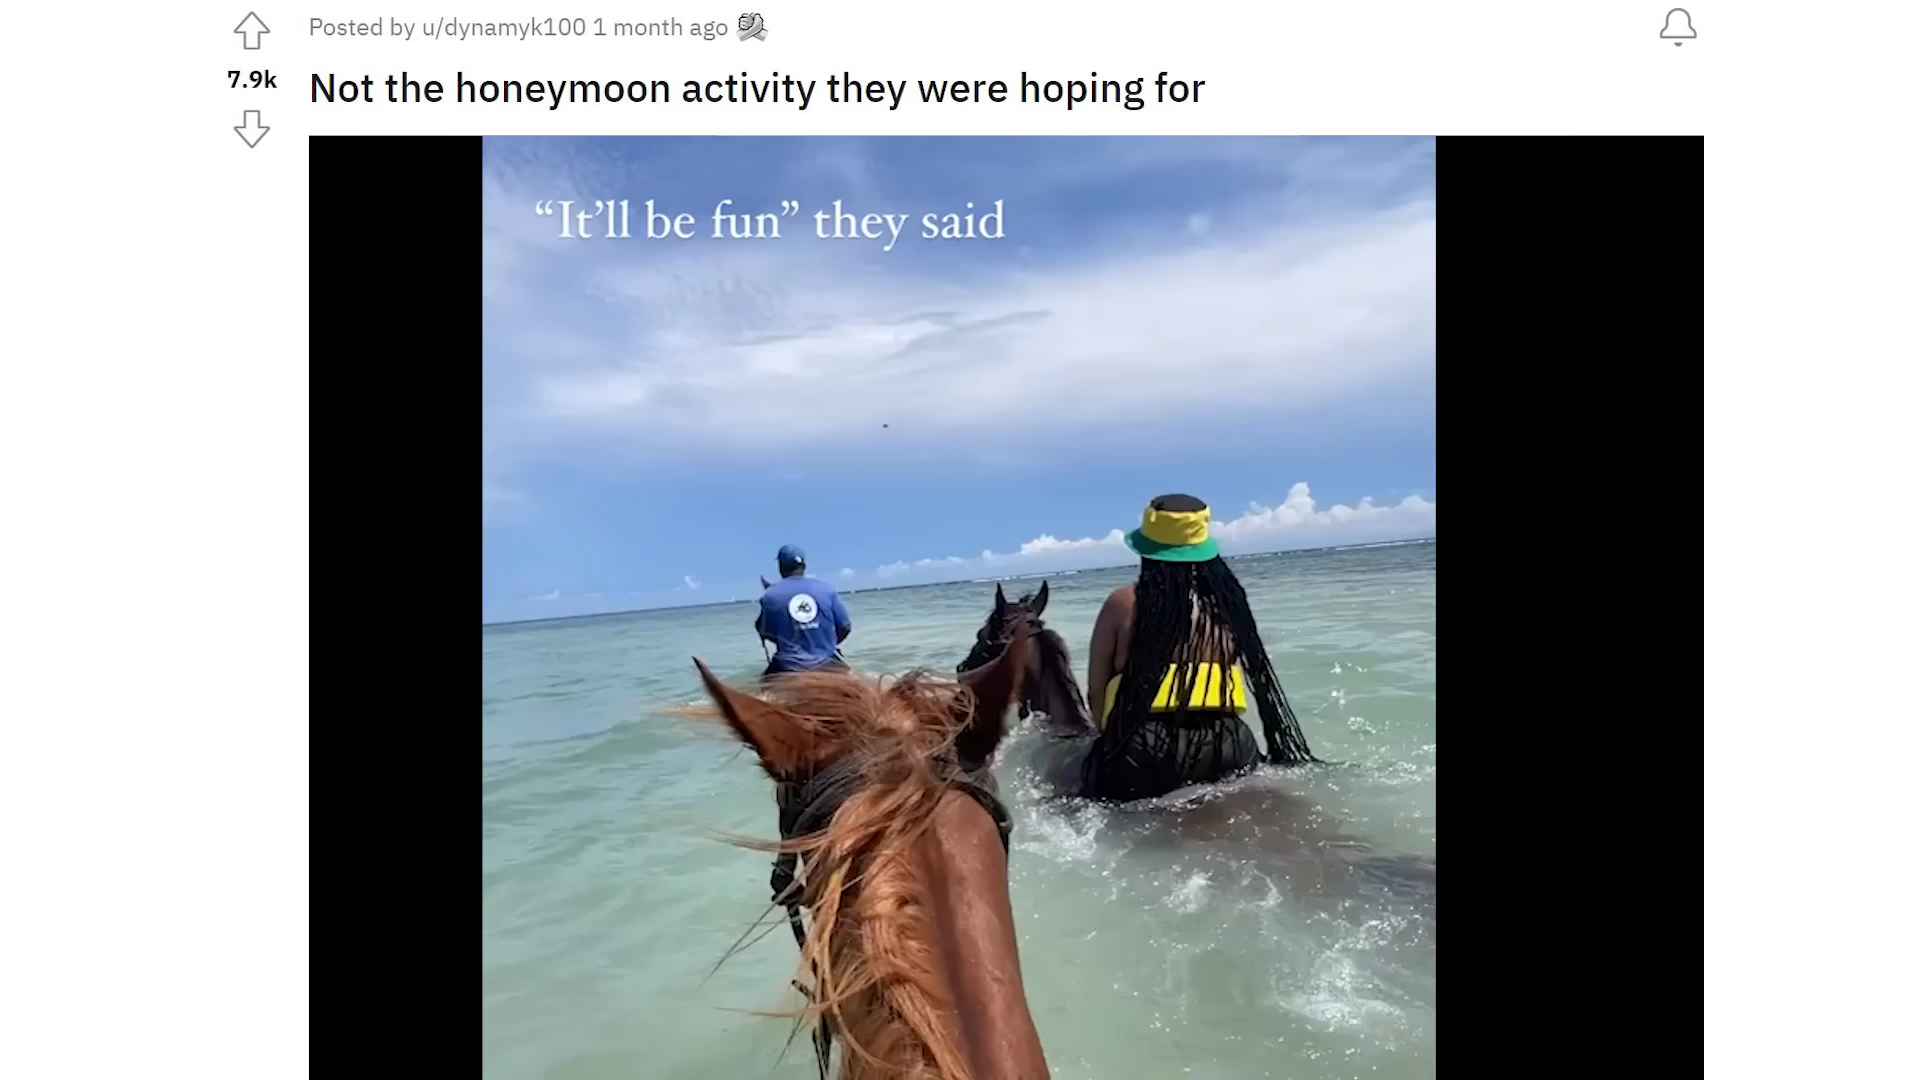 Posted by u/dynamyk100 1 month ago
7.9k
Not the honeymoon activity they were hoping for
“It’ll be fun” they said